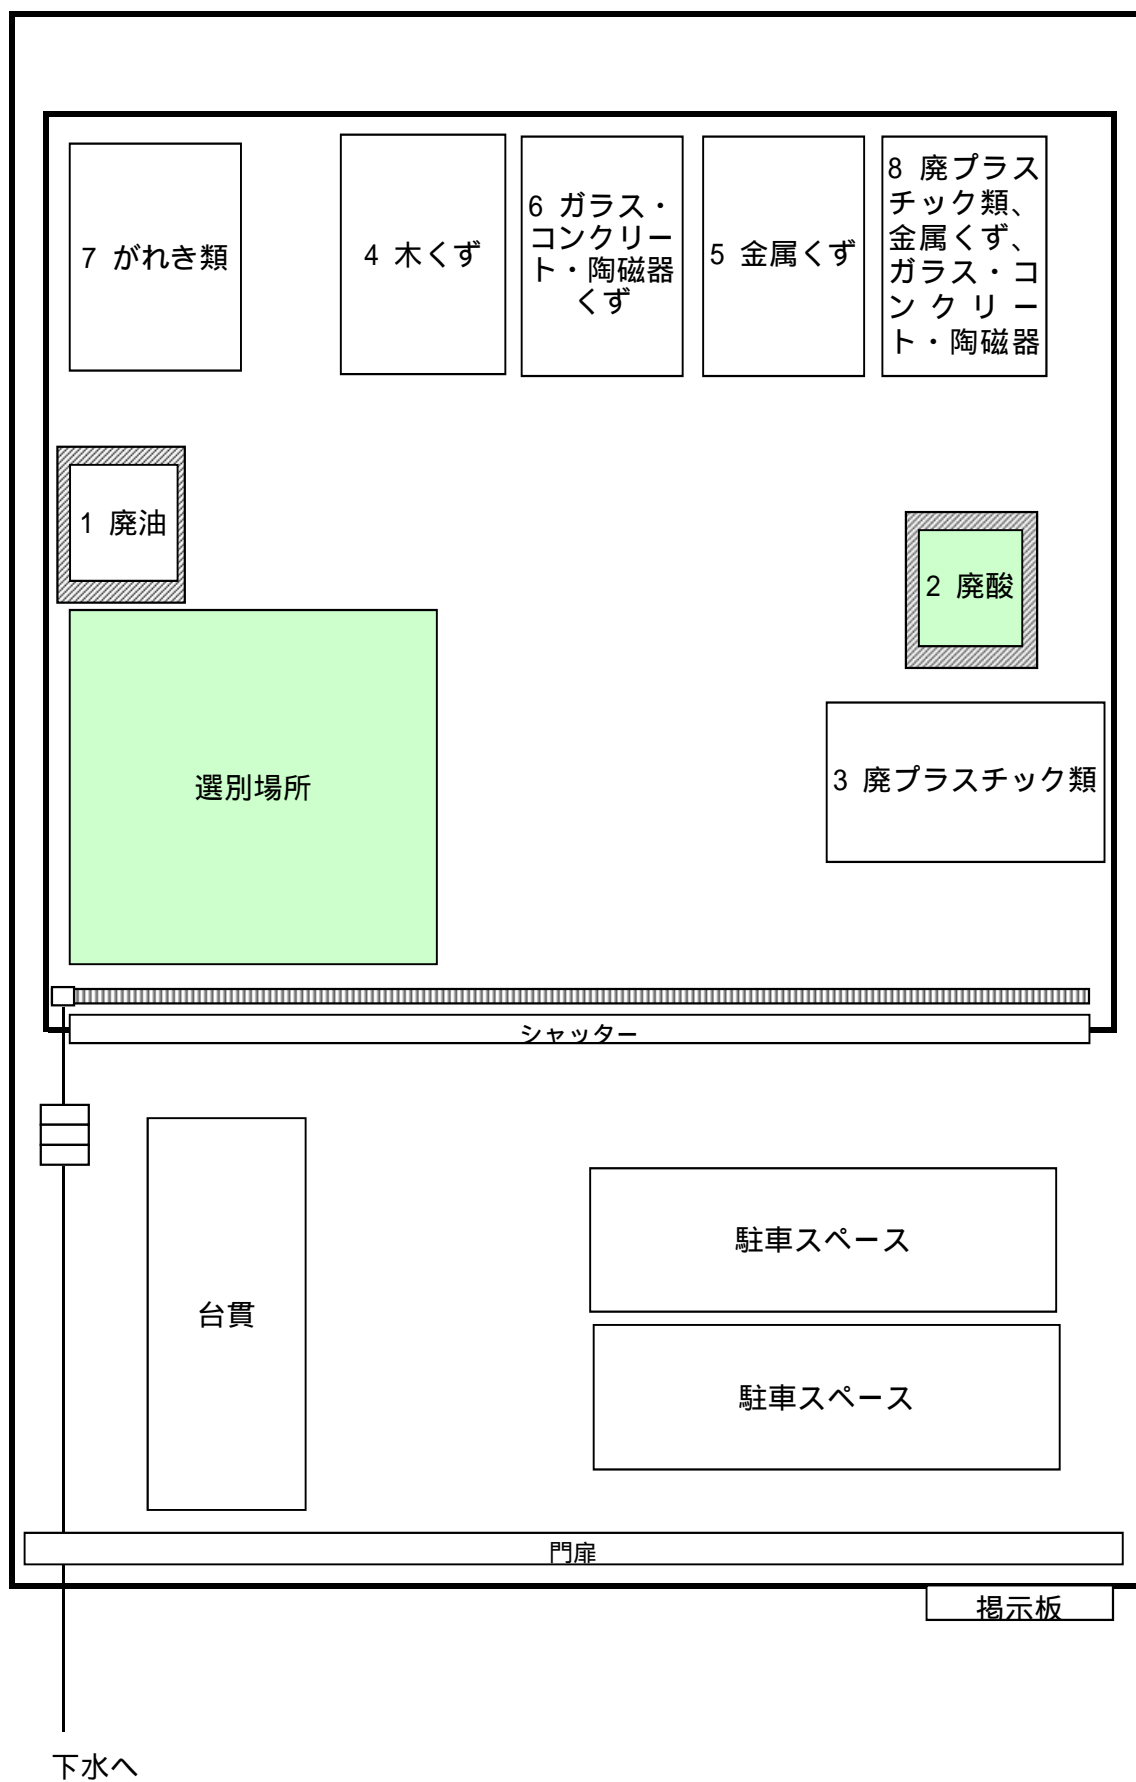 7 がれき類
4 木くず
6 ガラス・
コンクリー
ト・陶磁器
くず
5 金属くず
8 廃プラス
チック類、
金属くず、
ガラス・コ
ンクリー
ト・陶磁器
1 廃油
2 廃酸
選別場所
3 廃プラスチック類
シャッター
台貫
駐車スペース
駐車スペース
門扉
掲示板
下水へ